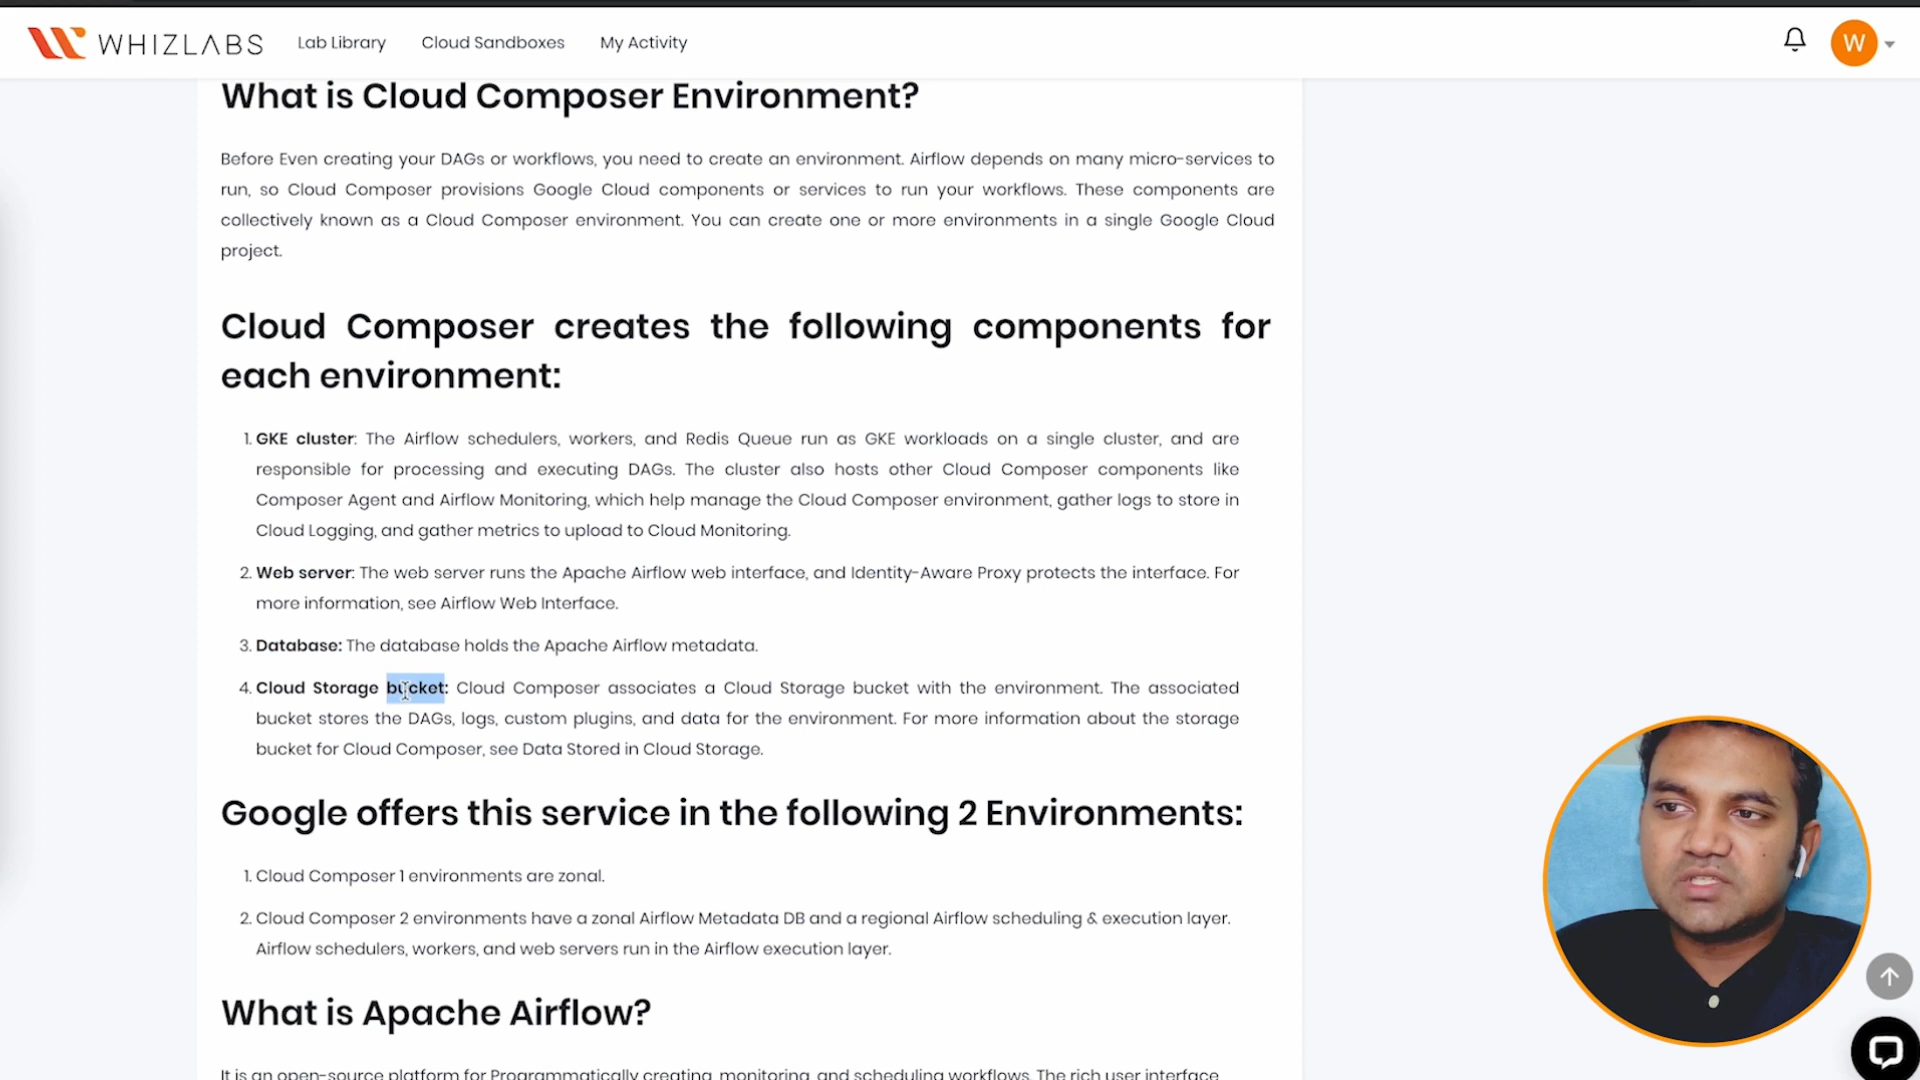 WHIZLABS Lab Library Cloud Sandboxes My Activity W
What is Cloud Composer Environment?
Before Even creating your DAGs or workflows, you need to create an environment. Airflow depends on many micro-services to
run, so Cloud Composer provisions Google Cloud components or services to run your workflows. These components are
collectively known as a Cloud Composer environment. You can create one or more environments in a single Google Cloud
project.
Cloud Composer creates the following components for
each environment:
1. GKE cluster: The Airflow schedulers, workers, and Redis Queue run as GKE workloads on a single cluster, and are
responsible for processing and executing DAGs. The cluster also hosts other Cloud Composer components like
Composer Agent and Airflow Monitoring, which help manage the Cloud Composer environment, gather logs to store in
Cloud Logging, and gather metrics to upload to Cloud Monitoring.
2. Web server: The web server runs the Apache Airflow web interface, and Identity-Aware Proxy protects the interface. For
more information, see Airflow Web Interface.
3. Database: The database holds the Apache Airflow metadata.
4. Cloud Storage bucket: Cloud Composer associates a Cloud Storage bucket with the environment. The associated
bucket stores the DAGs, logs, custom plugins, and data for the environment. For more information about the storage
bucket for Cloud Composer, see Data Stored in Cloud Storage.
Google offers this service in the following 2 Environments:
1. Cloud Composer 1 environments are zonal.
2. Cloud Composer 2 environments have a zonal Airflow Metadata DB and a regional Airflow scheduling & execution layer.
Airflow schedulers, workers, and web servers run in the Airflow execution layer.
What is Apache Airflow?
It is an open-source platform for Programmatically creating, monitoring, and scheduling workflows. The rich user interface